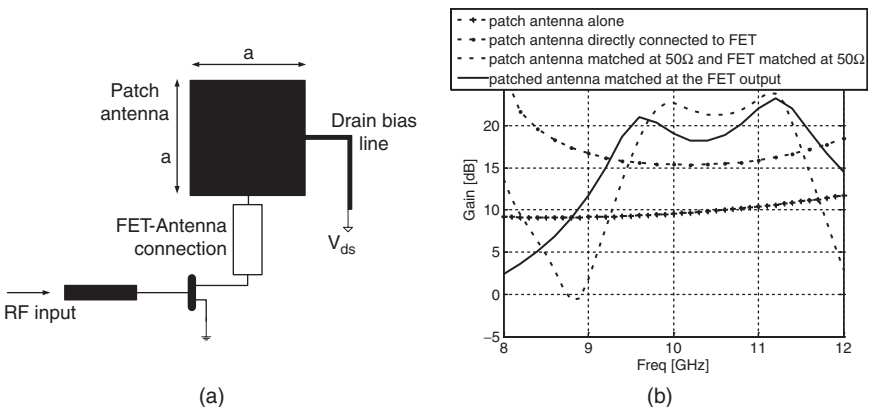 a
Patch
antenna
a
Drain bias
line
FET-Antenna
connection
Vds
RF input
(a)
patch antenna alone
patch antenna directly connected to FET
patch antenna matched at 50Ω and FET matched at 50Ω
patched antenna matched at the FET output
Gain [dB]
20
15
10
5
0
−5
8
9
10
11
12
Freq [GHz]
(b)